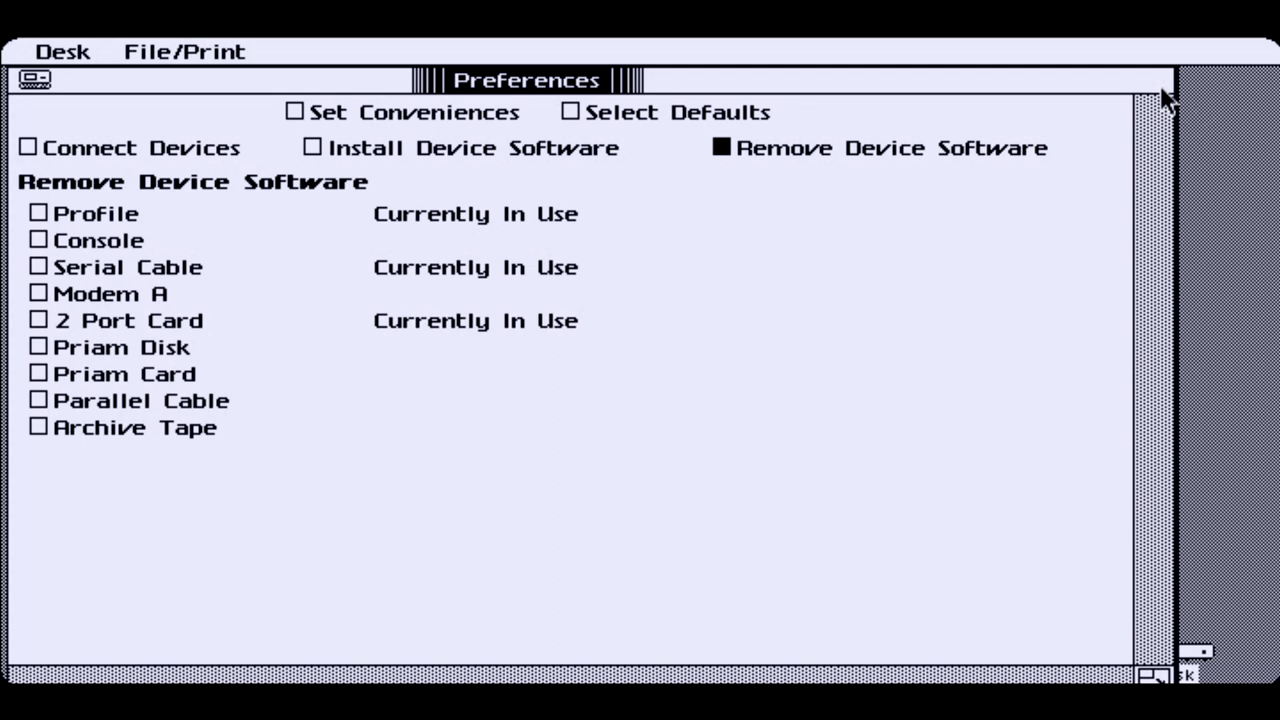 Desk File/Print
Preferences
Set Conveniences Select Defaults
Connect Devices Install Device Software Remove Device Software
Remove Device Software
Profile Currently In Use
Console
Serial Cable Currently In Use
Modem A
2 Port Card Currently In Use
Priam Disk
Priam Card
Parallel Cable
Archive Tape
sk